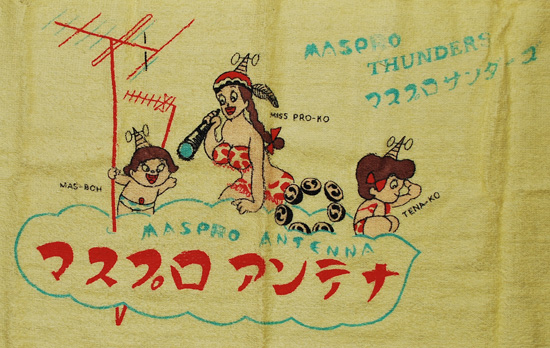 MASPRO
THUNDERS
マスプロサンダーズ
MISS PRO-KO
MAS-BOH
TENA-KO
MASPRO ANTENNA
マスプロ アンテナ